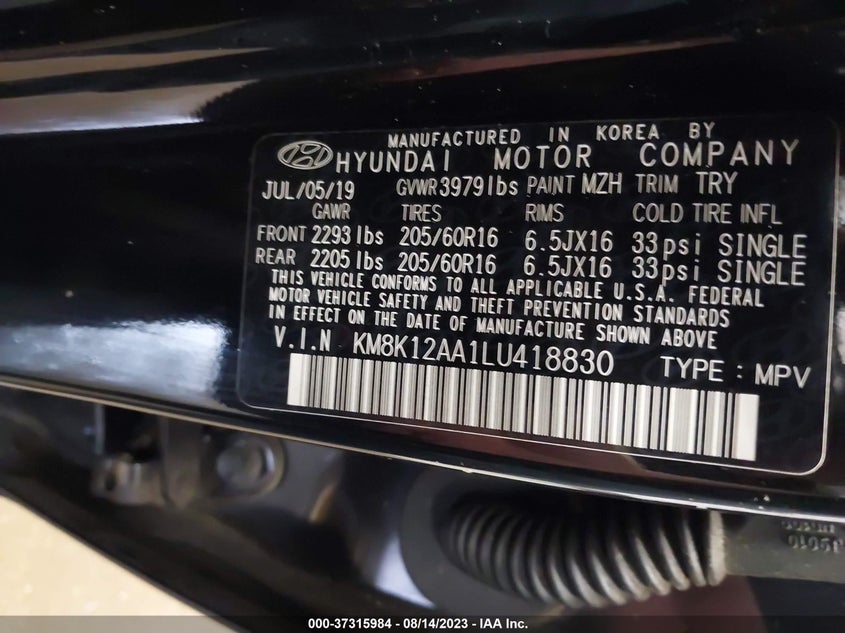 MANUFACTURED IN KOREA BY
HYUNDAI MOTOR COMPANY
JUL/05/19 GVWR 3979lbs PAINT MZH TRIM TRY
GAWR TIRES RIMS COLD TIRE INFL
FRONT 2293lbs 205/60R16 6.5JX16 33psi SINGLE
REAR 2205lbs 205/60R16 6.5JX16 33psi SINGLE
THIS VEHICLE CONFORMS TO ALL APPLICABLE U.S.A. FEDERAL
MOTOR VEHICLE SAFETY AND THEFT PREVENTION STANDARDS
IN EFFECT ON THE DATE OF MANUFACTURE SHOWN ABOVE
V.I.N KM8K12AA1LU418830 TYPE : MPV
000-37315984 - 08/14/2023 - IAA Inc.